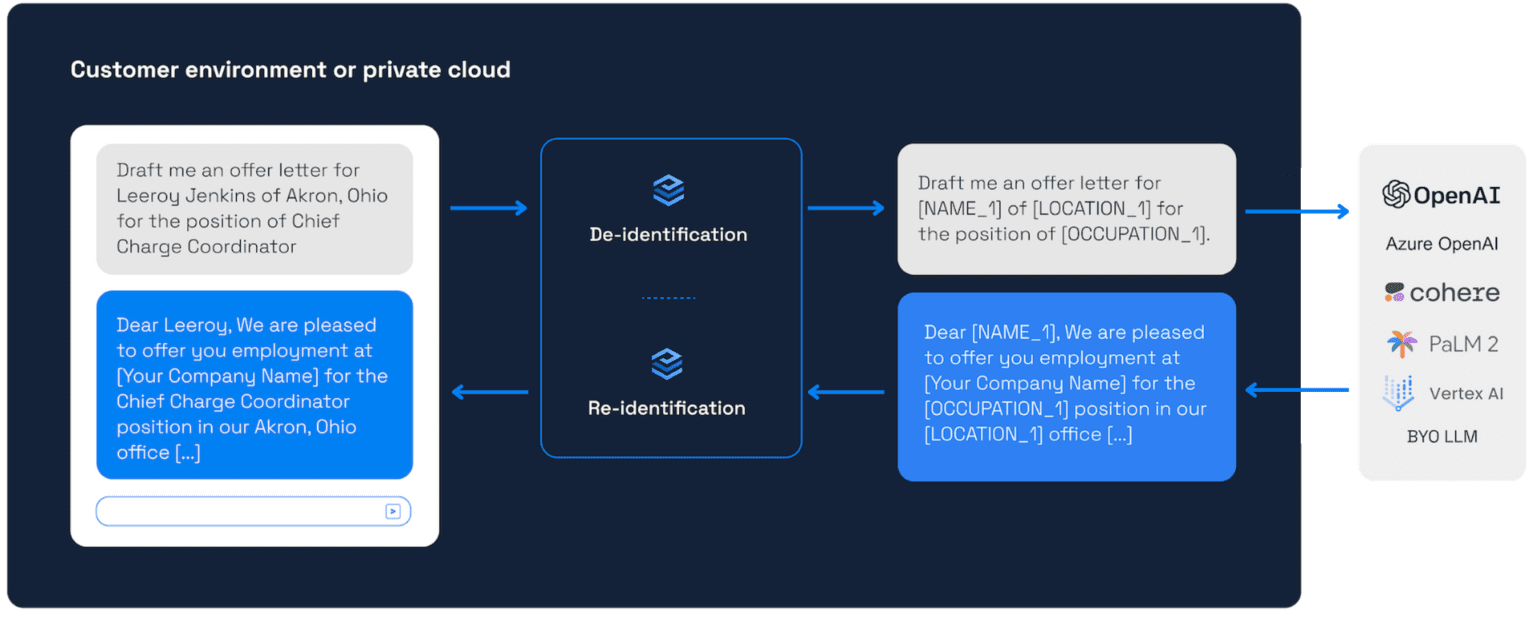 Customer environment or private cloud
Draft me an offer letter for
Leeroy Jenkins of Akron, Ohio
for the position of Chief
Charge Coordinator
Dear Leeroy, We are pleased
to offer you employment at
[Your Company Name] for the
Chief Charge Coordinator
position in our Akron, Ohio
office [...]
De-identification
Re-identification
Draft me an offer letter for
[NAME_1] of [LOCATION_1] for
the position of [OCCUPATION_1].
Dear [NAME_1], We are pleased
to offer you employment at
[Your Company Name] for the
[OCCUPATION_1] position in our
[LOCATION_1] office [...]
OpenAI
Azure OpenAI
cohere
PaLM 2
Vertex AI
BYO LLM